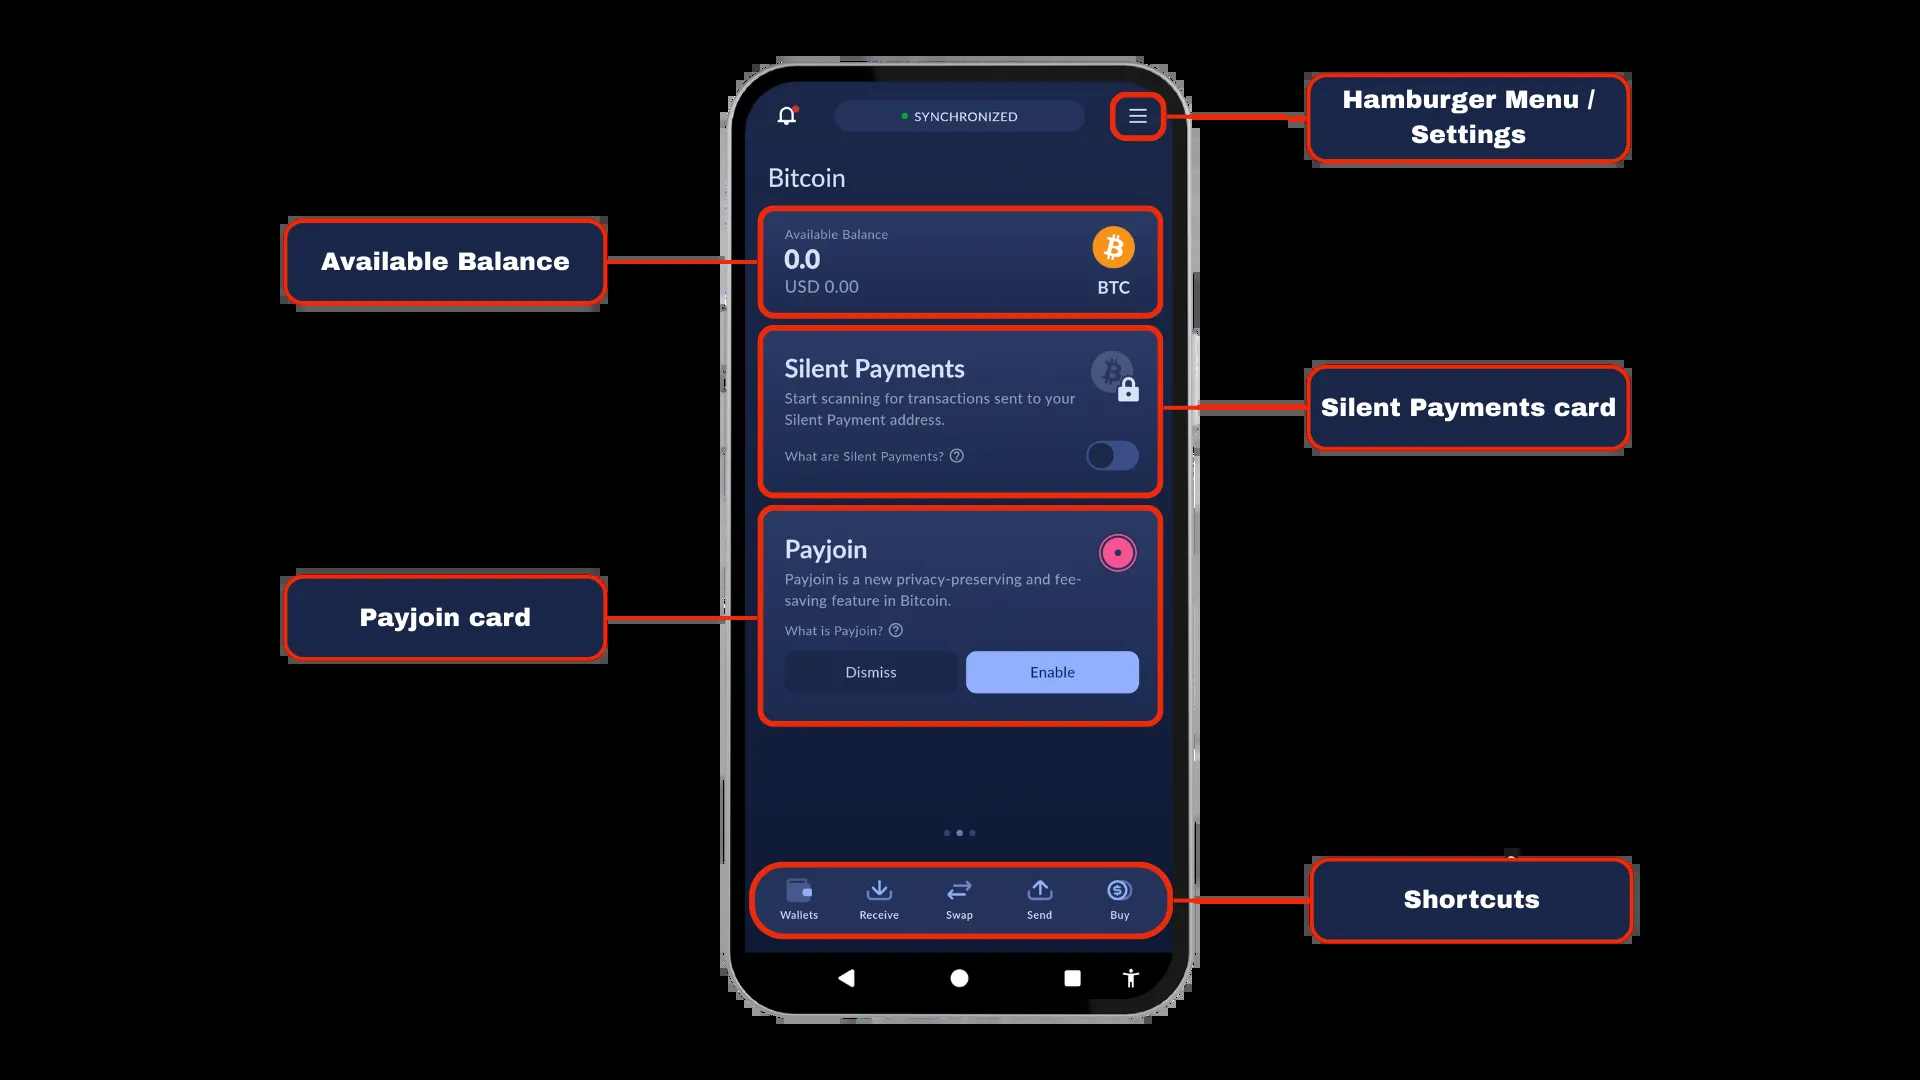 SYNCHRONIZED
Hamburger Menu /
Settings
Bitcoin
Available Balance
Available Balance
0.0
USD 0.00
BTC
Silent Payments
Start scanning for transactions sent to your
Silent Payment address.
What are Silent Payments?
Silent Payments card
Payjoin
Payjoin is a new privacy-preserving and fee-
saving feature in Bitcoin.
What is Payjoin?
Dismiss
Enable
Payjoin card
Wallets
Receive
Swap
Send
Buy
Shortcuts